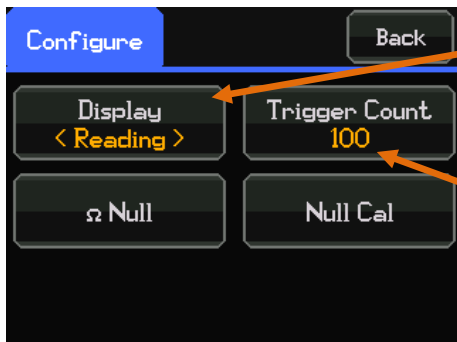 Configure
Back
Display
< Reading >
Trigger Count
100
Ω Null
Null Cal